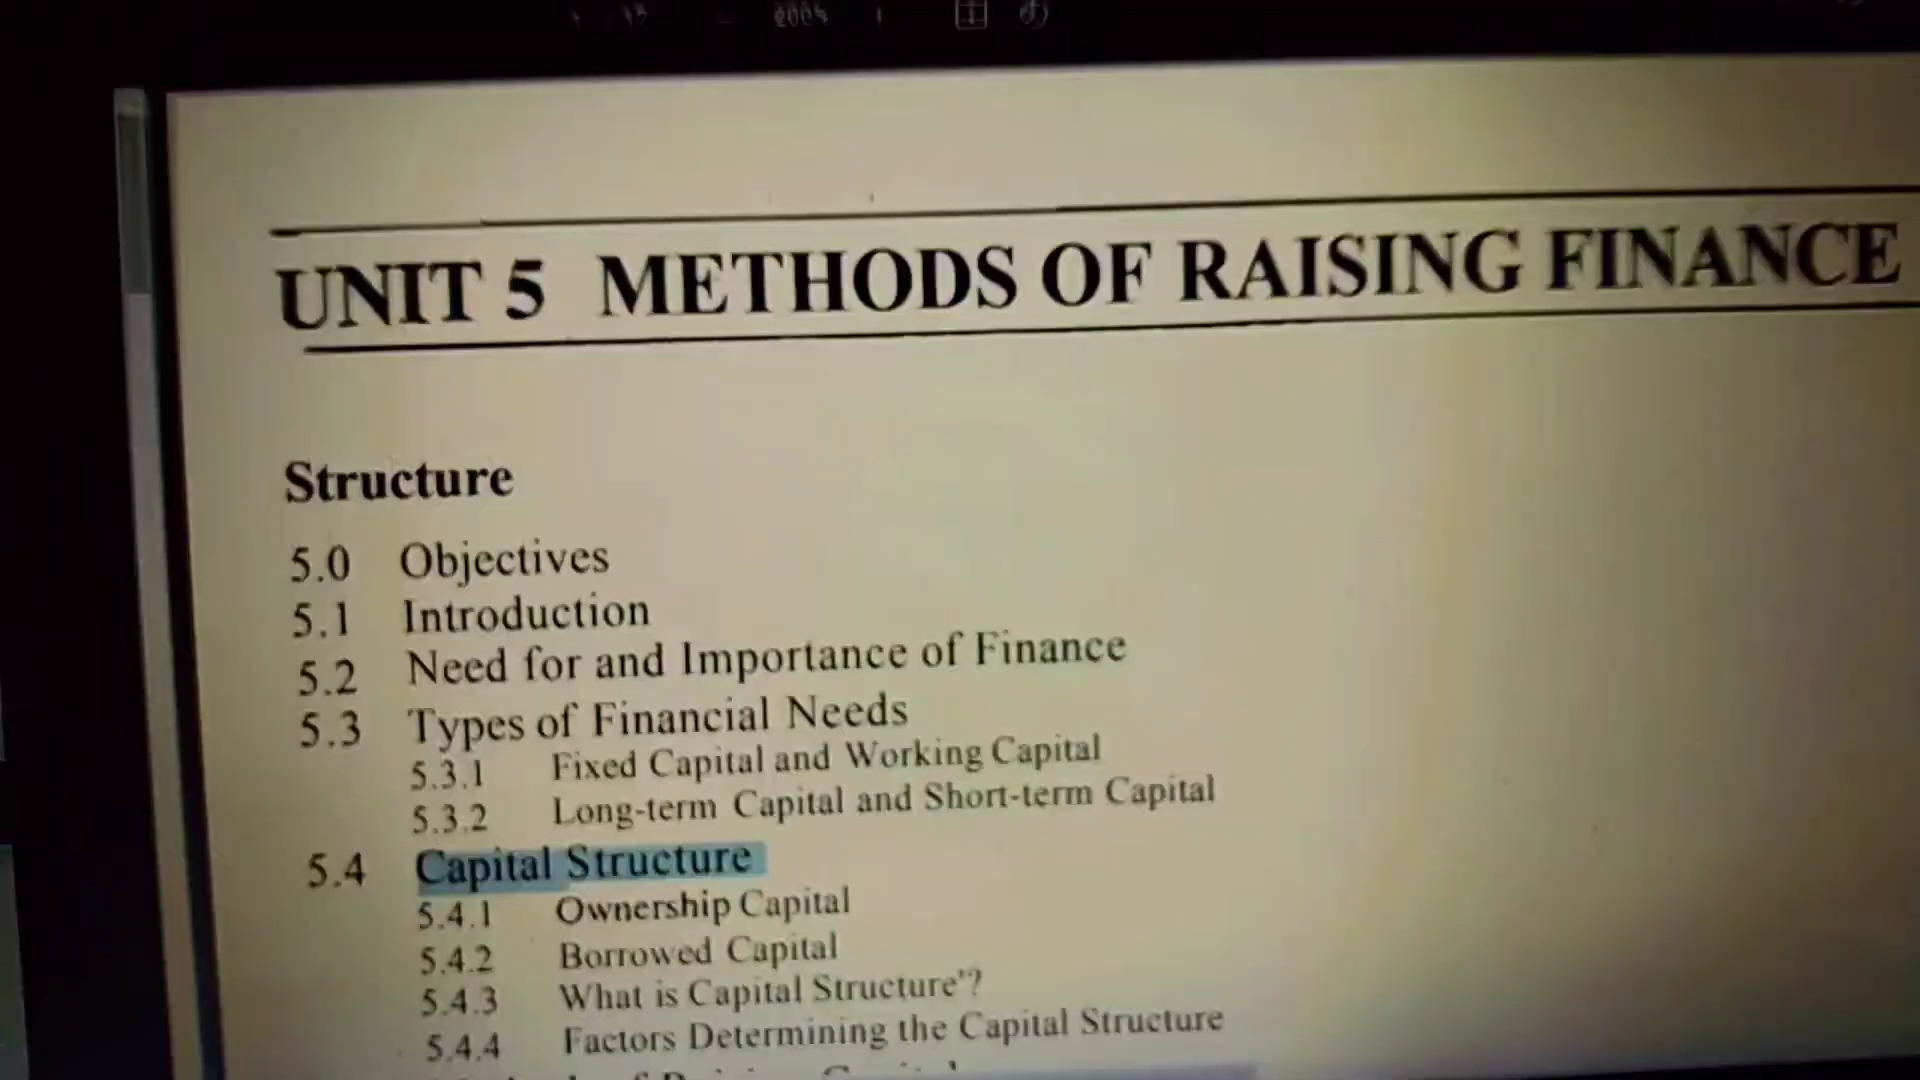 200%
UNIT 5 METHODS OF RAISING FINANCE
Structure
5.0 Objectives
5.1 Introduction
5.2 Need for and Importance of Finance
5.3 Types of Financial Needs
5.3.1 Fixed Capital and Working Capital
5.3.2 Long-term Capital and Short-term Capital
5.4 Capital Structure
5.4.1 Ownership Capital
5.4.2 Borrowed Capital
5.4.3 What is Capital Structure'?
5.4.4 Factors Determining the Capital Structure